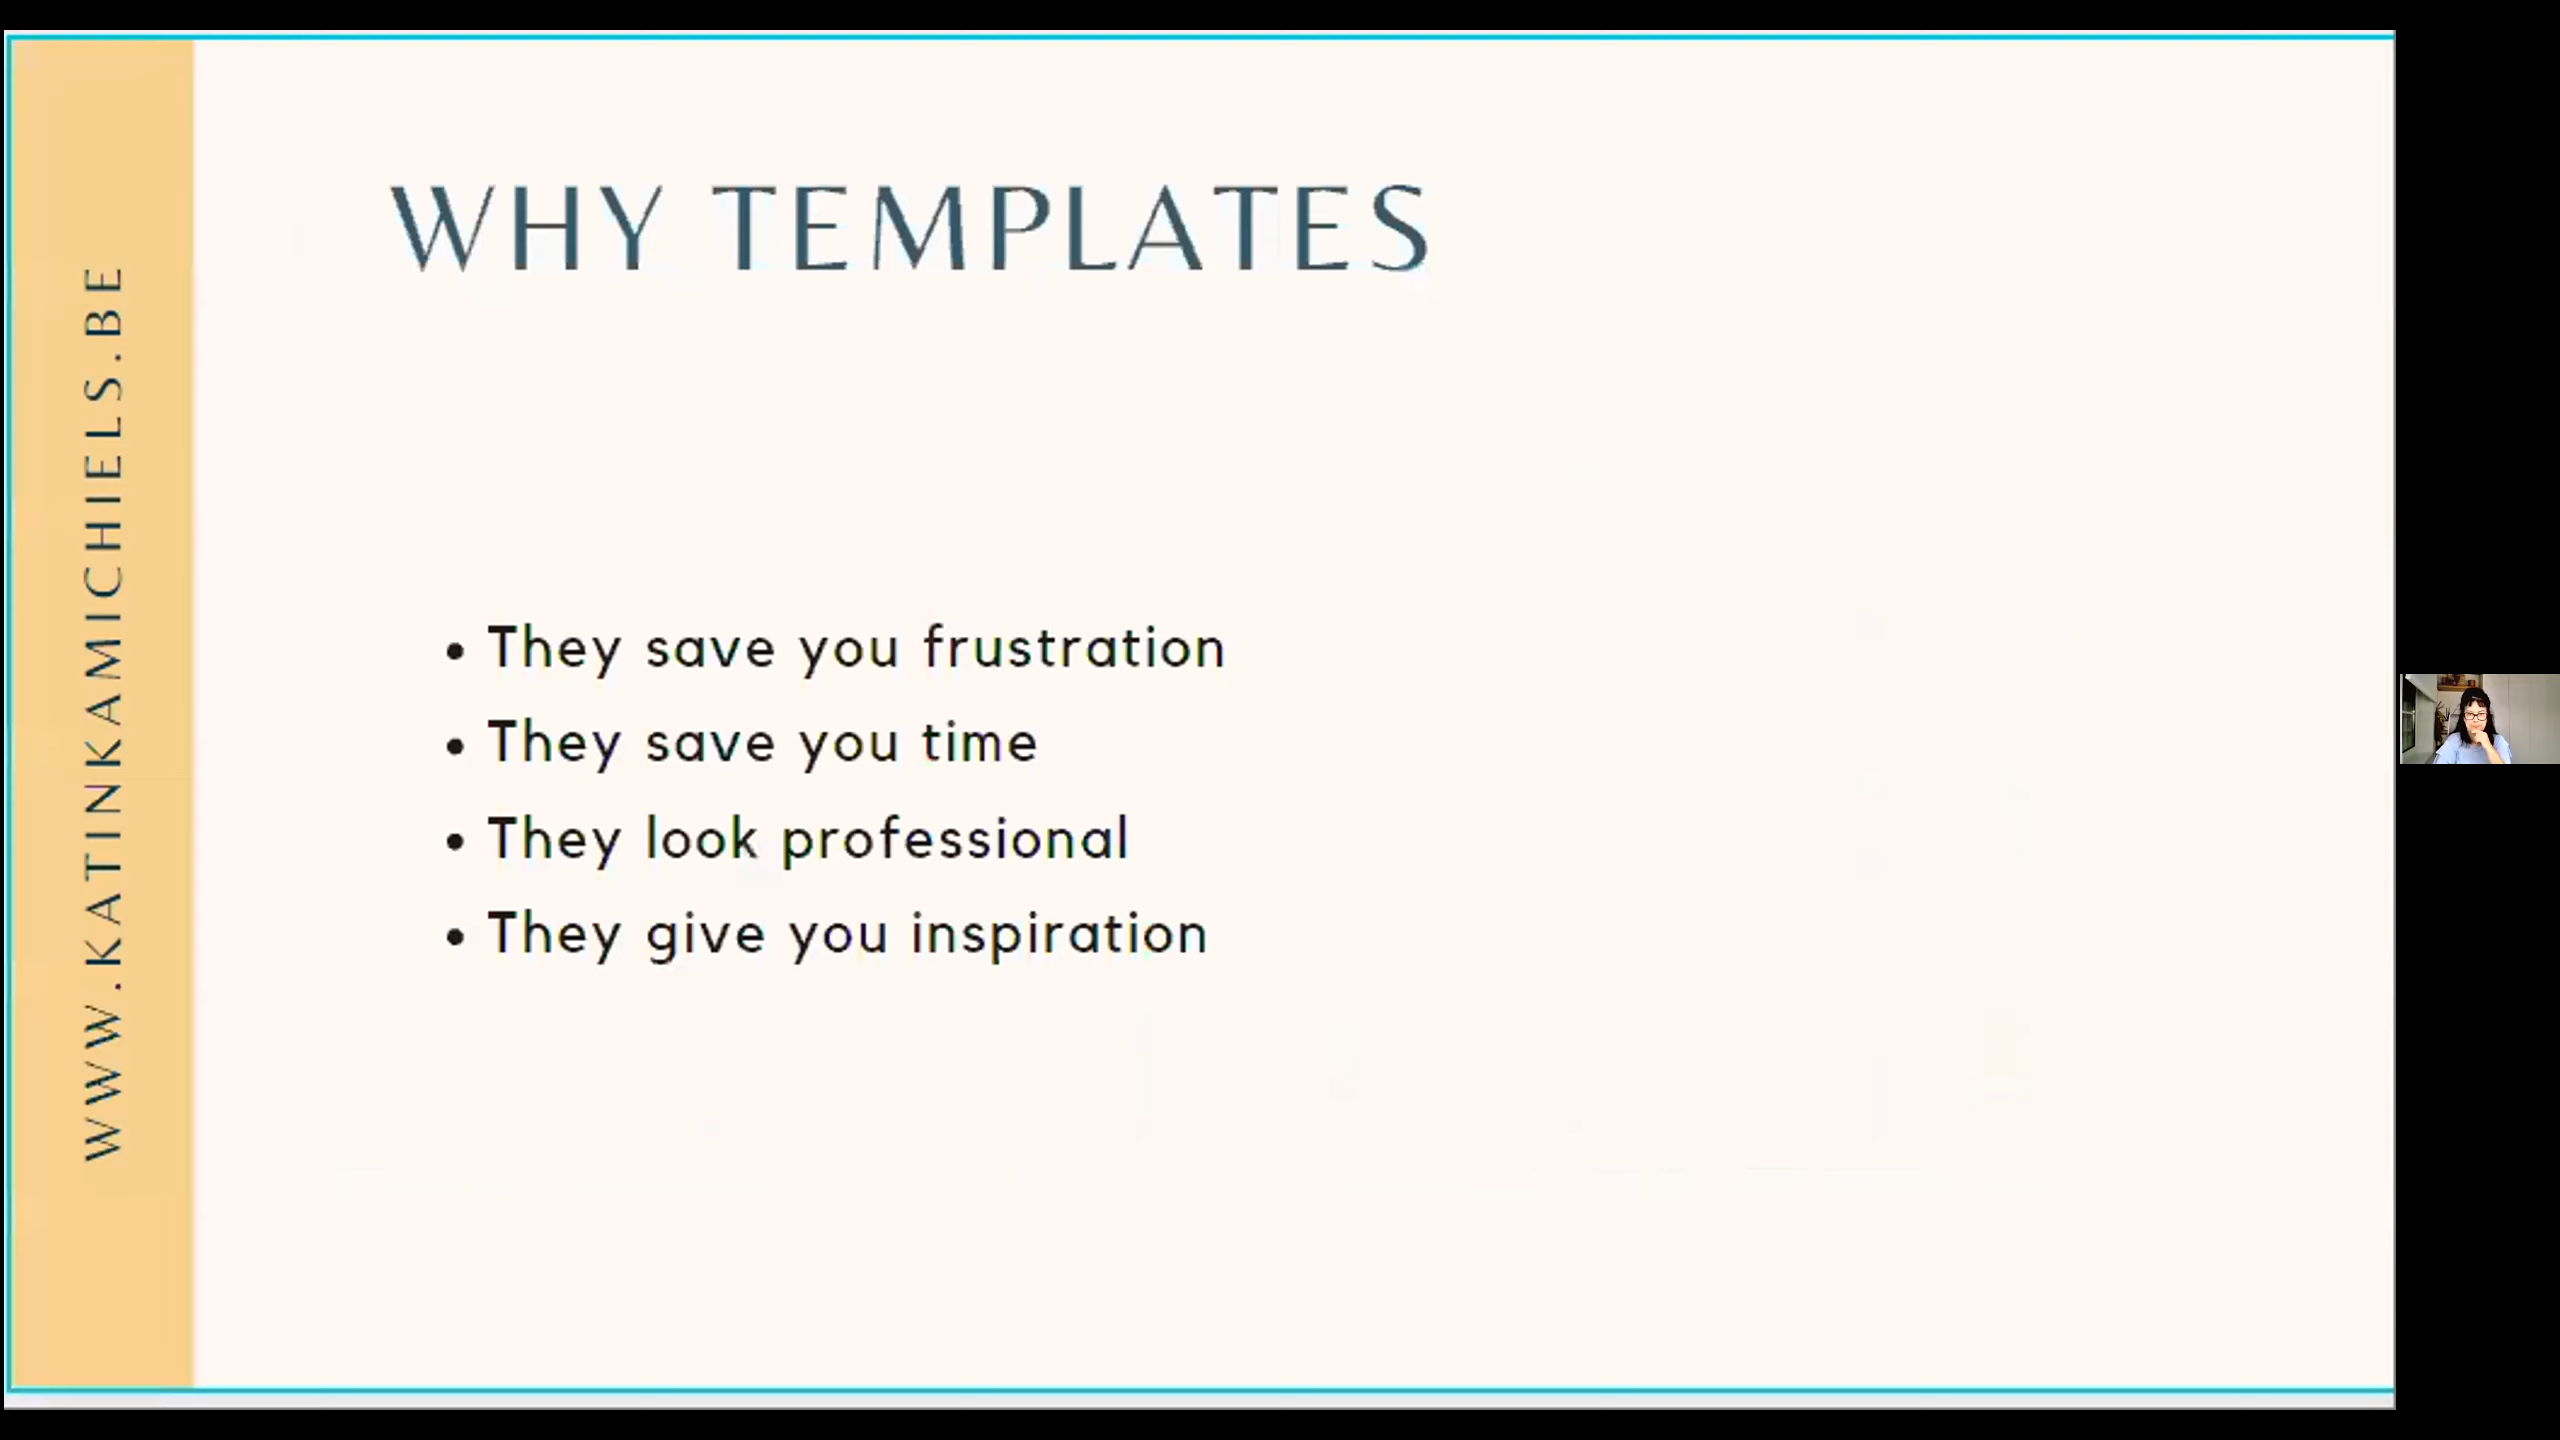 WWW.KATINKAMICHIELS.BE
WHY TEMPLATES
• They save you frustration
• They save you time
• They look professional
• They give you inspiration